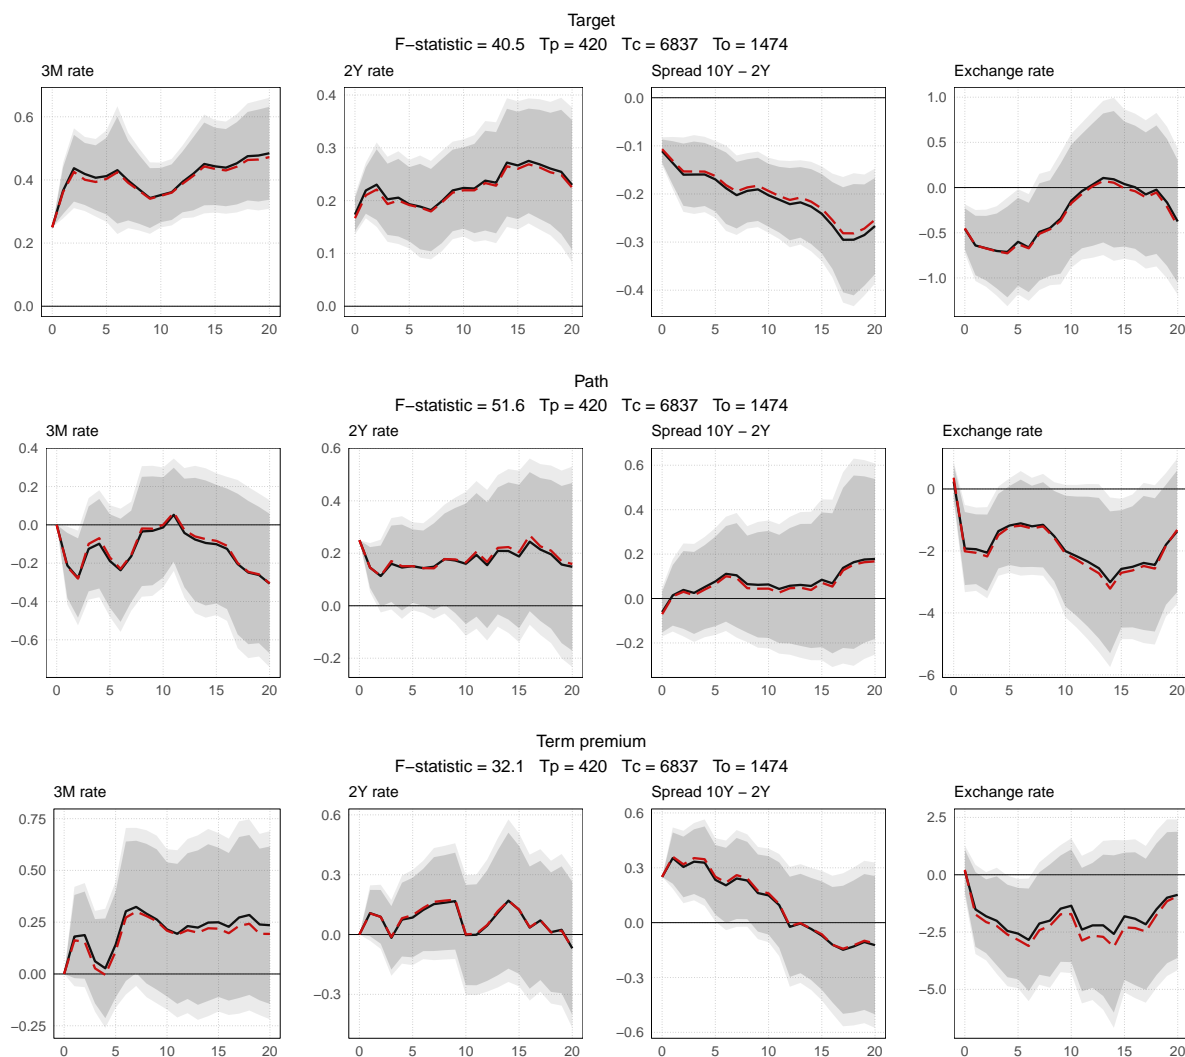 Target
F−statistic = 40.5 Tp = 420 Tc = 6837 To = 1474
3M rate 2Y rate Spread 10Y − 2Y Exchange rate
0.6 0.4 0.0 1.0
0.4 0.3 −0.1 0.5
0.2 0.2 −0.2 0.0
0.0 0.1 −0.3 −0.5
0.0 −0.4 −1.0
0 5 10 15 20 0 5 10 15 20 0 5 10 15 20 0 5 10 15 20
Path
F−statistic = 51.6 Tp = 420 Tc = 6837 To = 1474
3M rate 2Y rate Spread 10Y − 2Y Exchange rate
0.4 0.6 0.6 0
0.2 0.4 0.4 −2
0.0 0.2 0.2 −4
−0.2 0.0 0.0 −6
−0.4 −0.2 −0.2
−0.6
0 5 10 15 20 0 5 10 15 20 0 5 10 15 20 0 5 10 15 20
Term premium
F−statistic = 32.1 Tp = 420 Tc = 6837 To = 1474
3M rate 2Y rate Spread 10Y − 2Y Exchange rate
0.75 0.6 0.6 2.5
0.50 0.3 0.3 0.0
0.25 0.0 0.0 −2.5
0.00 −0.3 −0.3 −5.0
−0.25 −0.6
0 5 10 15 20 0 5 10 15 20 0 5 10 15 20 0 5 10 15 20